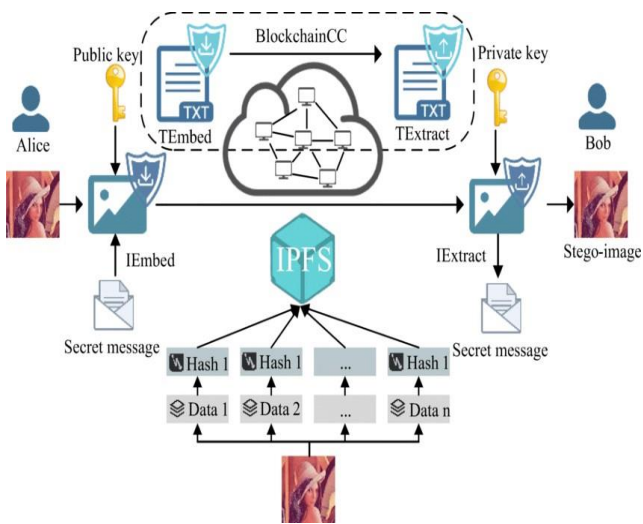 BlockchainCC
Public key
Private key
TXT
TXT
TEmbed
TExtract
Alice
Bob
IEmbed
IExtract
Stego-image
IPFS
Secret message
Secret message
Hash 1
Hash 1
...
Hash 1
Data 1
Data 2
...
Data n